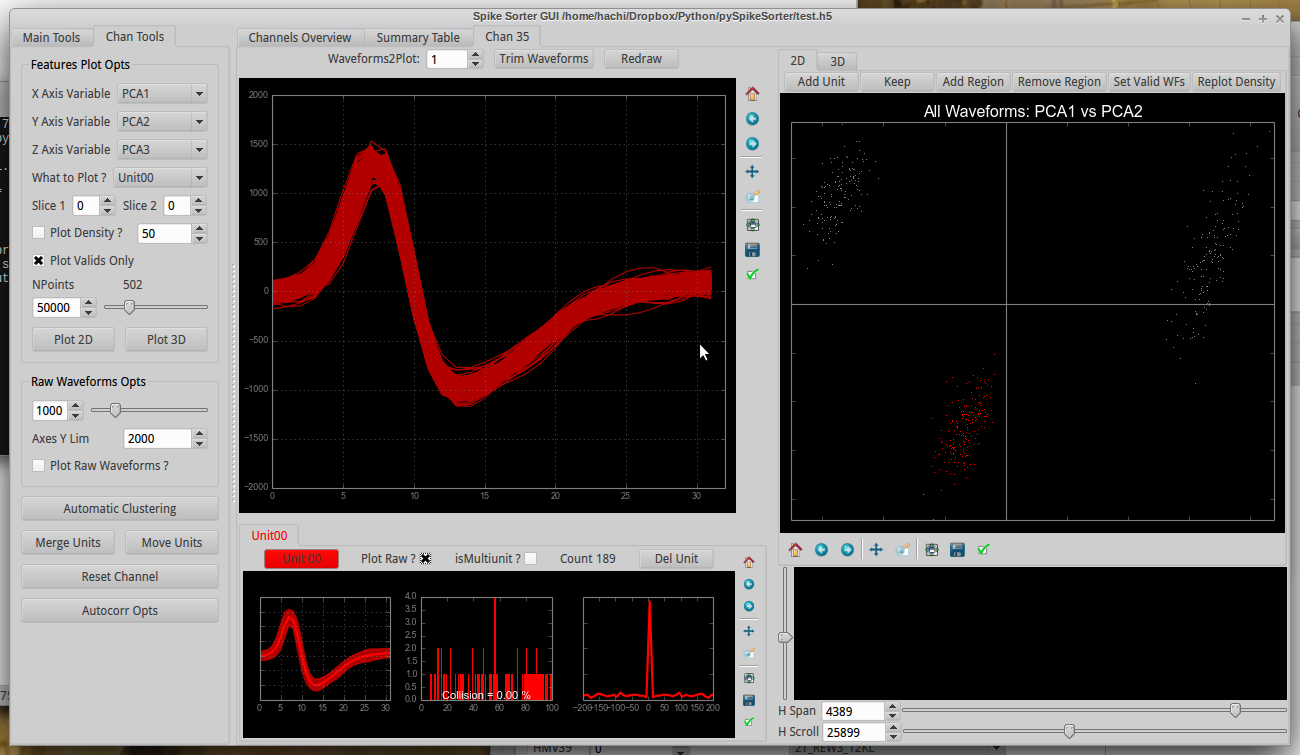 Spike Sorter GUI /home/hachi/Dropbox/Python/pySpikeSorter/test.h5
Main Tools Chan Tools
Channels Overview Summary Table Chan 35
Features Plot Opts
X Axis Variable PCA1
Y Axis Variable PCA2
Z Axis Variable PCA3
What to Plot ? Unit00
Slice 1 0 Slice 2 0
Plot Density ? 50
Plot Valids Only
NPoints 502
50000
Plot 2D Plot 3D
Raw Waveforms Opts
1000
Axes Y Lim 2000
Plot Raw Waveforms ?
Automatic Clustering
Merge Units Move Units
Reset Channel
Autocorr Opts
Waveforms2Plot: 1 Trim Waveforms Redraw
2000
1500
1000
500
0
−500
−1000
−1500
−2000
0 5 10 15 20 25 30
Unit00
Unit 00 Plot Raw ? isMultiunit ? Count 189 Del Unit
0 5 10 15 20 25 30
4.0
3.5
3.0
2.5
2.0
1.5
1.0
0.5
0.0
Collision = 0.00 %
0 20 40 60 80 100
−200−150−100−50 0 50 100 150 200
2D 3D
Add Unit Keep Add Region Remove Region Set Valid WFs Replot Density
All Waveforms: PCA1 vs PCA2
H Span 4389
H Scroll 25899
HMV39 0